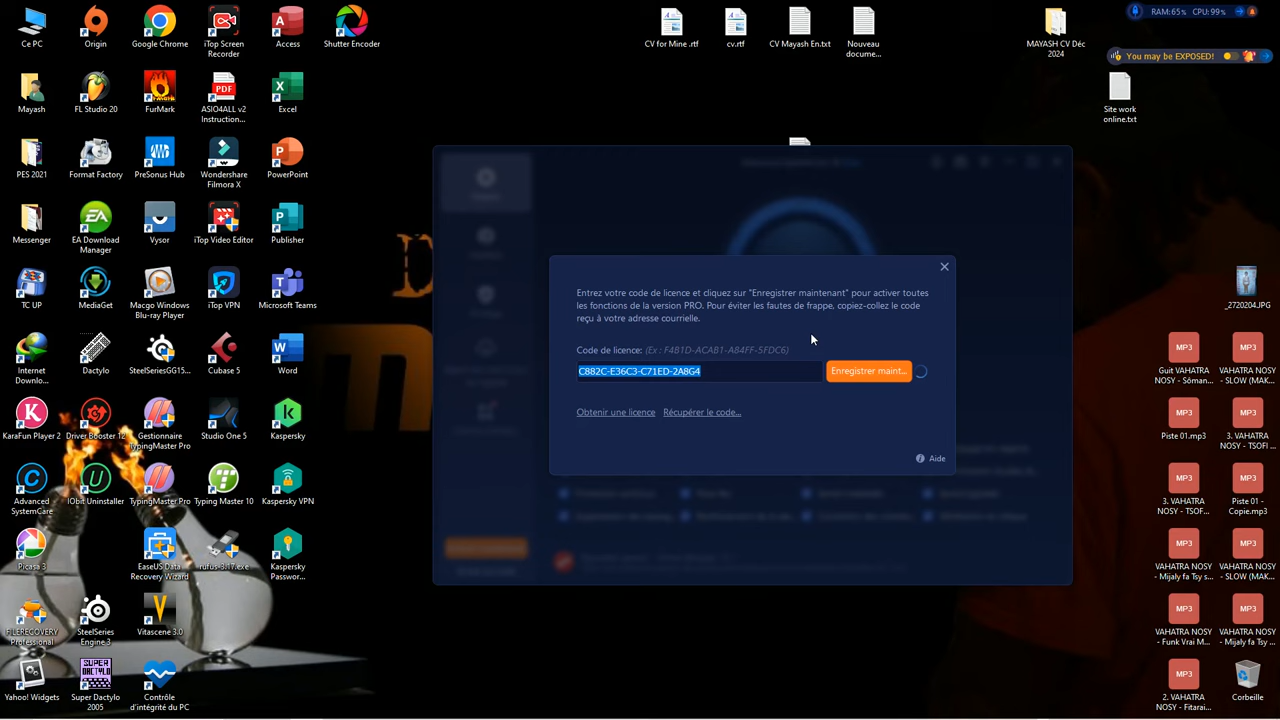 Ce PC
Origin
Google Chrome
iTop Screen
Recorder
Access
Shutter Encoder
CV for Mine .rtf
cv.rtf
CV Mayash En.txt
Nouveau
docume...
MAYASH CV Déc
2024
RAM:65% CPU:99%
You may be EXPOSED!
Mayash
FL Studio 20
FurMark
ASIO4ALL v2
Instruction...
Excel
Site work
online.txt
PES 2021
Format Factory
PreSonus Hub
Wondershare
Filmora X
PowerPoint
Messenger
EA Download
Manager
Vysor
iTop Video Editor
Publisher
TC UP
MediaGet
Macgo Windows
Blu-ray Player
iTop VPN
Microsoft Teams
_2720204.JPG
Internet
Downlo...
Dactylo
SteelSeriesGG15...
Cubase 5
Word
KaraFun Player 2
Driver Booster 12
Gestionnaire
TypingMaster Pro
Studio One 5
Kaspersky
Advanced
SystemCare
IObit Uninstaller
TypingMaster Pro
Typing Master 10
Kaspersky VPN
Picasa 3
EaseUS Data
Recovery Wizard
rufus-3.17.exe
Kaspersky
Passwor...
FILERECOVERY
Professional
SteelSeries
Engine 3
Vitascene 3.0
Yahoo! Widgets
Super Dactylo
2005
Contrôle
d'intégrité du PC
Entrez votre code de licence et cliquez sur "Enregistrer maintenant" pour activer toutes
les fonctions de la version PRO. Pour éviter les fautes de frappe, copiez-collez le code
reçu à votre adresse courrielle.
Code de licence: (Ex : F4B1D-ACAB1-A84FF-5FDC6)
C882C-E36C3-C71ED-2A8G4
Enregistrer maint...
Obtenir une licence
Récupérer le code...
Aide
MP3
Guit VAHATRA
NOSY - Séman...
MP3
VAHATRA NOSY
- SLOW (MAK...
MP3
Piste 01.mp3
MP3
3. VAHATRA
NOSY - TSOFI ...
MP3
3. VAHATRA
NOSY - TSOF...
MP3
Piste 01 -
Copie.mp3
MP3
VAHATRA NOSY
- Mijaly fa Tsy s...
MP3
VAHATRA NOSY
- SLOW (MAK...
MP3
VAHATRA NOSY
- Funk Vrai M...
MP3
VAHATRA NOSY
- Mijaly fa Tsy ...
MP3
2. VAHATRA
NOSY - Fitarai...
Corbeille